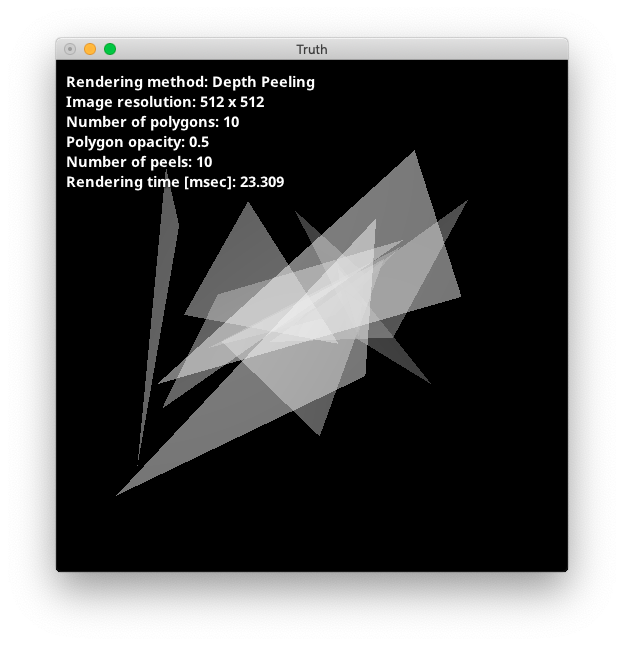 Truth
Rendering method: Depth Peeling
Image resolution: 512 x 512
Number of polygons: 10
Polygon opacity: 0.5
Number of peels: 10
Rendering time [msec]: 23.309